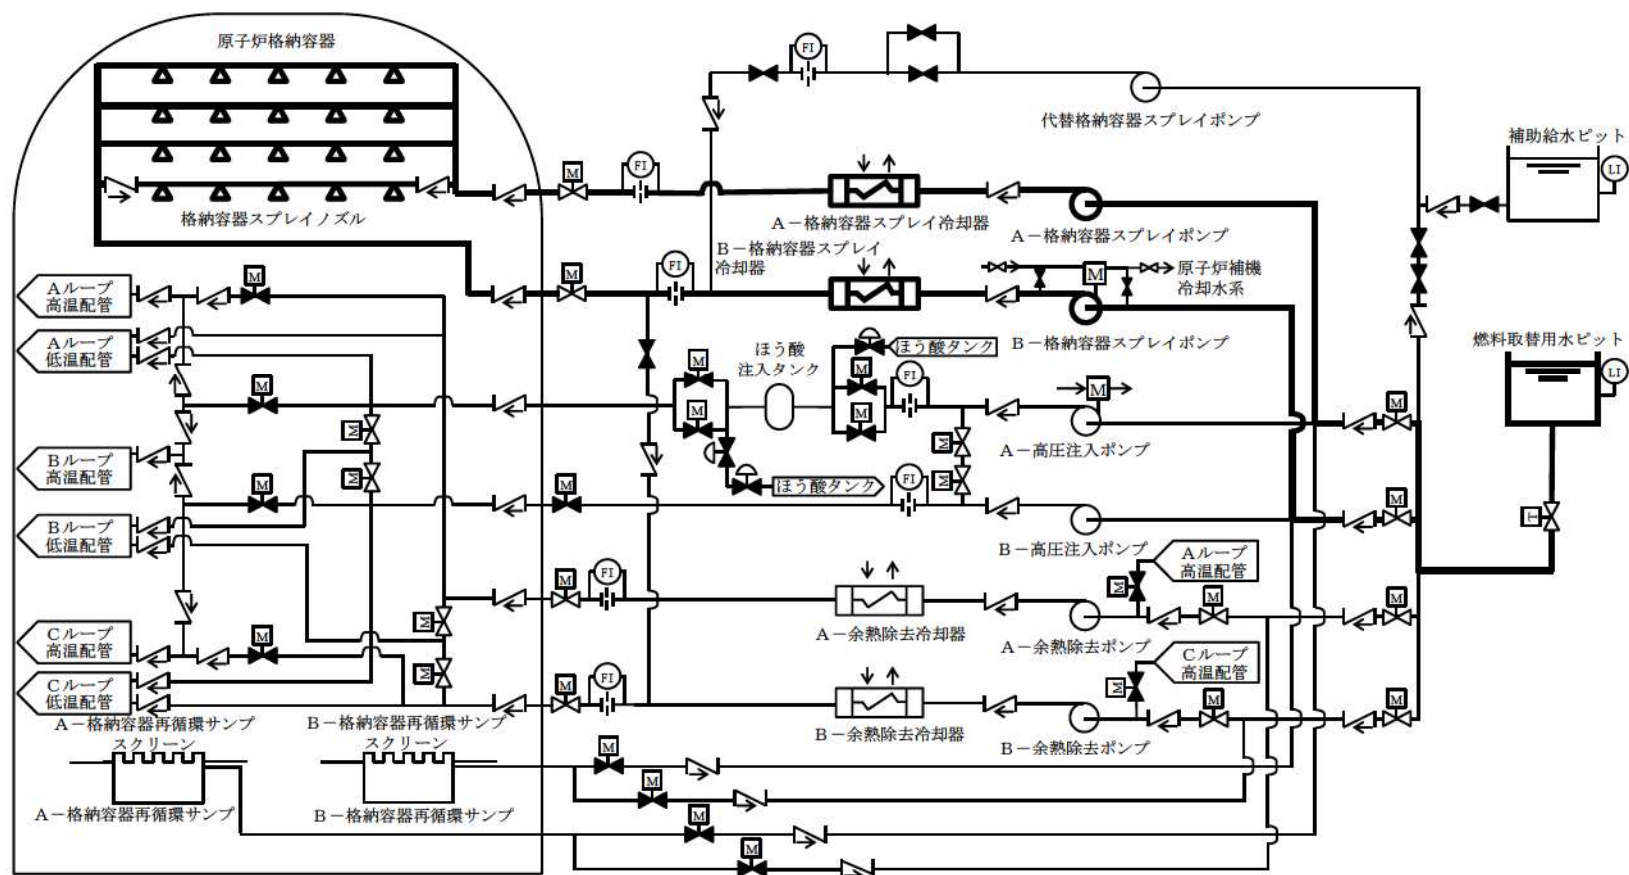 原子炉格納容器
FI
代替格納容器スプレイポンプ
補助給水ピット
LI
M
FI
格納容器スプレイノズル
A-格納容器スプレイ冷却器
A-格納容器スプレイポンプ
B-格納容器スプレイ
冷却器
M
FI
M
原子炉補機
冷却水系
B-格納容器スプレイポンプ
Aループ
高温配管
M
Aループ
低温配管
燃料取替用水ピット
LI
ほう酸
注入タンク
ほう酸タンク
M
M
M
FI
M
M
M
M
M
A-高圧注入ポンプ
M
M
Bループ
高温配管
M
M
M
FI
ほう酸タンク
M
M
T
Bループ
低温配管
B-高圧注入ポンプ
Aループ
高温配管
M
FI
M
M
M
A-余熱除去冷却器
A-余熱除去ポンプ
M
Cループ
高温配管
M
M
Cループ
高温配管
Cループ
低温配管
M
FI
M
M
M
B-余熱除去冷却器
B-余熱除去ポンプ
A-格納容器再循環サンプ
スクリーン
B-格納容器再循環サンプ
スクリーン
M
M
A-格納容器再循環サンプ
B-格納容器再循環サンプ
M
M